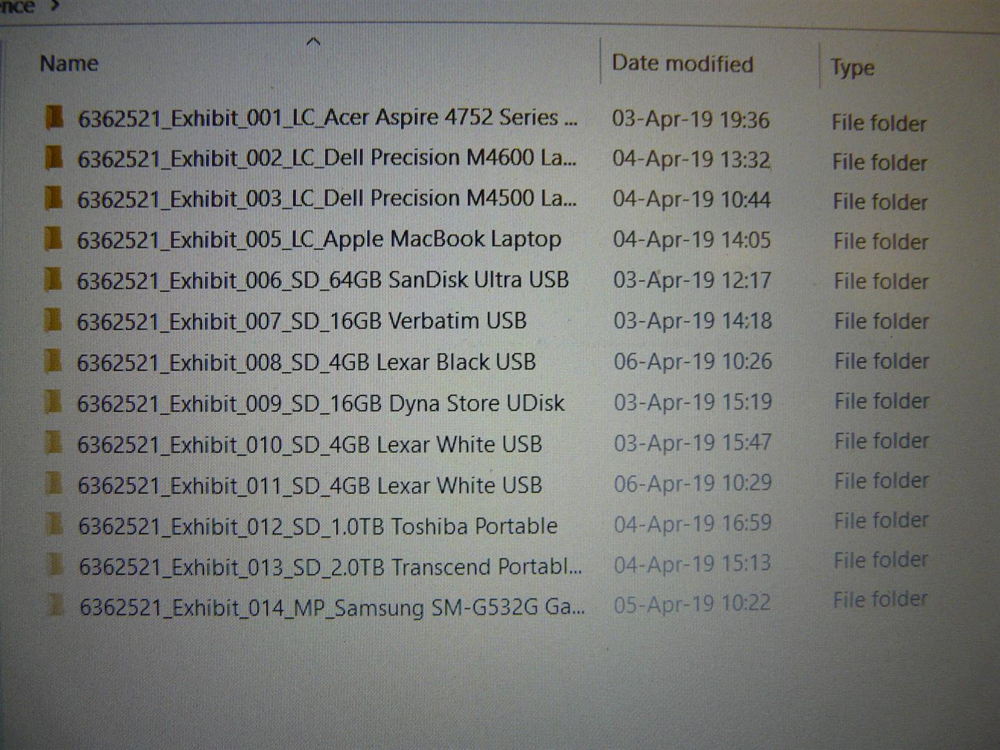 ence >
Name Date modified Type
6362521_Exhibit_001_LC_Acer Aspire 4752 Series ... 03-Apr-19 19:36 File folder
6362521_Exhibit_002_LC_Dell Precision M4600 La... 04-Apr-19 13:32 File folder
6362521_Exhibit_003_LC_Dell Precision M4500 La... 04-Apr-19 10:44 File folder
6362521_Exhibit_005_LC_Apple MacBook Laptop 04-Apr-19 14:05 File folder
6362521_Exhibit_006_SD_64GB SanDisk Ultra USB 03-Apr-19 12:17 File folder
6362521_Exhibit_007_SD_16GB Verbatim USB 03-Apr-19 14:18 File folder
6362521_Exhibit_008_SD_4GB Lexar Black USB 06-Apr-19 10:26 File folder
6362521_Exhibit_009_SD_16GB Dyna Store UDisk 03-Apr-19 15:19 File folder
6362521_Exhibit_010_SD_4GB Lexar White USB 03-Apr-19 15:47 File folder
6362521_Exhibit_011_SD_4GB Lexar White USB 06-Apr-19 10:29 File folder
6362521_Exhibit_012_SD_1.0TB Toshiba Portable 04-Apr-19 16:59 File folder
6362521_Exhibit_013_SD_2.0TB Transcend Portabl... 04-Apr-19 15:13 File folder
6362521_Exhibit_014_MP_Samsung SM-G532G Ga... 05-Apr-19 10:22 File folder